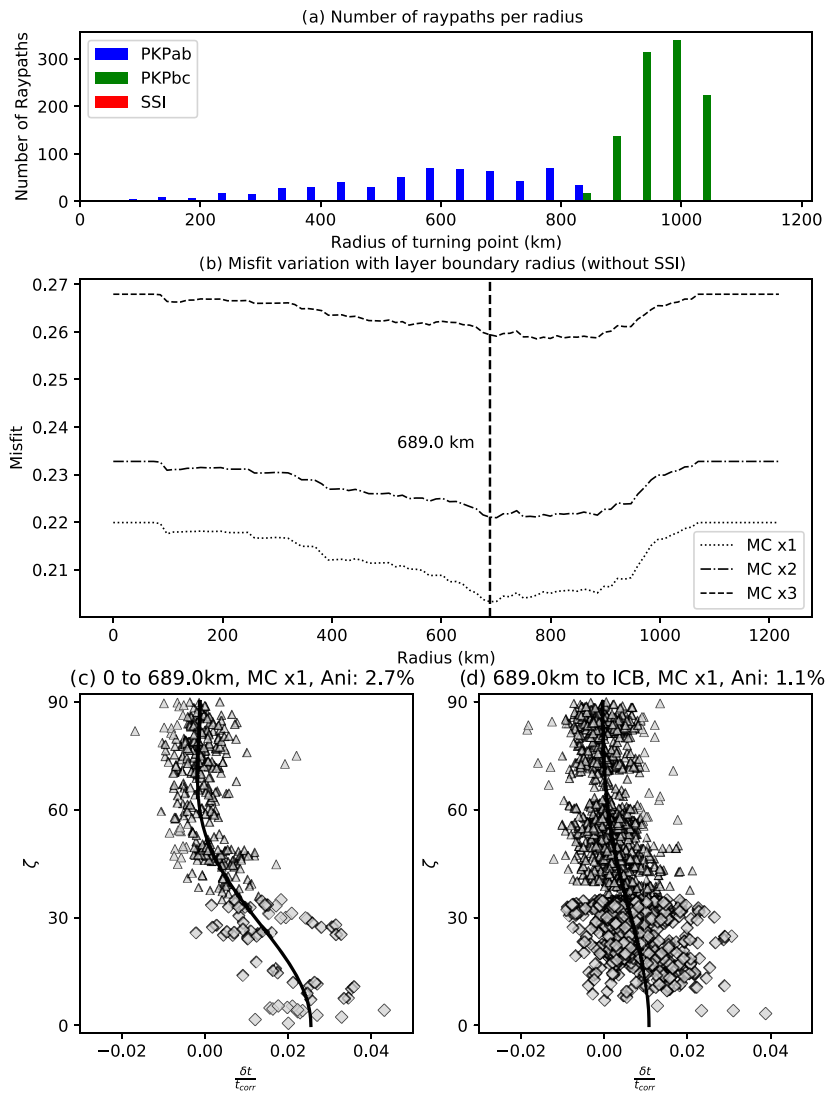 (a) Number of raypaths per radius
Number of Raypaths
300
200
100
0
PKPab
PKPbc
SSI
0 200 400 600 800 1000 1200
Radius of turning point (km)
(b) Misfit variation with layer boundary radius (without SSI)
Misfit
0.27
0.26
0.25
0.24
0.23
0.22
0.21
689.0 km
MC x1
MC x2
MC x3
0 200 400 600 800 1000 1200
Radius (km)
(c) 0 to 689.0km, MC x1, Ani: 2.7%
ζ
90
60
30
0
−0.02 0.00 0.02 0.04
δt
t_corr
(d) 689.0km to ICB, MC x1, Ani: 1.1%
ζ
90
60
30
0
−0.02 0.00 0.02 0.04
δt
t_corr